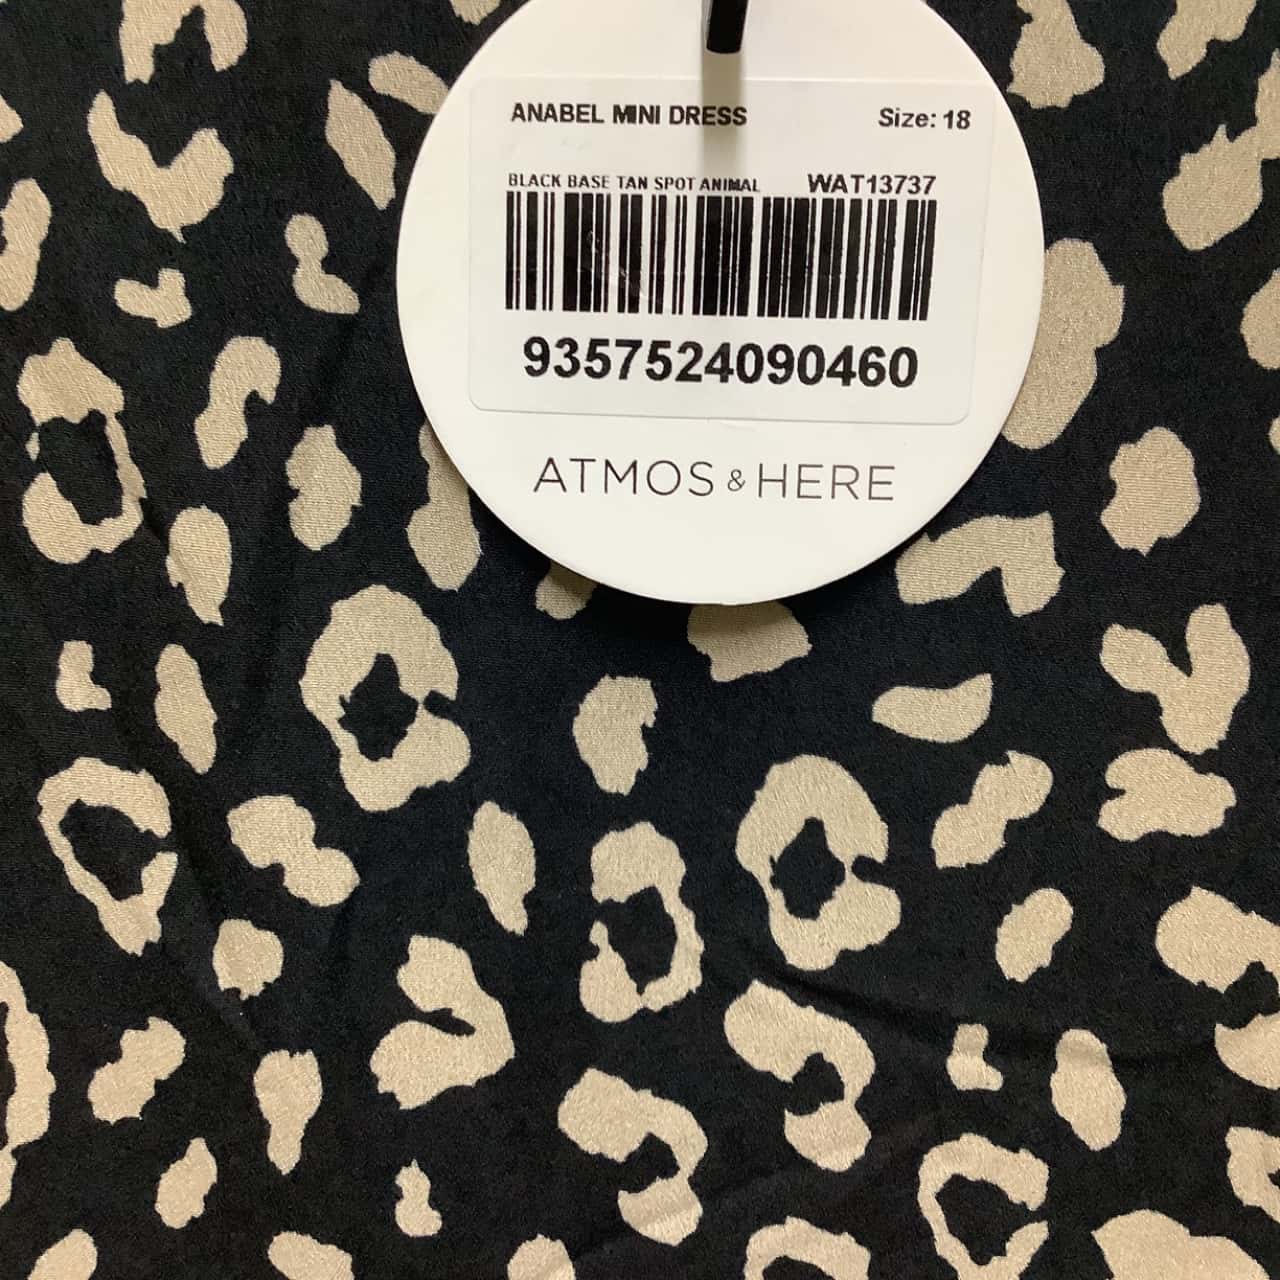 ANABEL MINI DRESS Size: 18
BLACK BASE TAN SPOT ANIMAL WAT13737
9357524090460
ATMOS & HERE